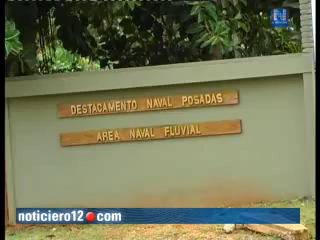 DESTACAMENTO NAVAL POSADAS
AREA NAVAL FLUVIAL
noticiero12.com